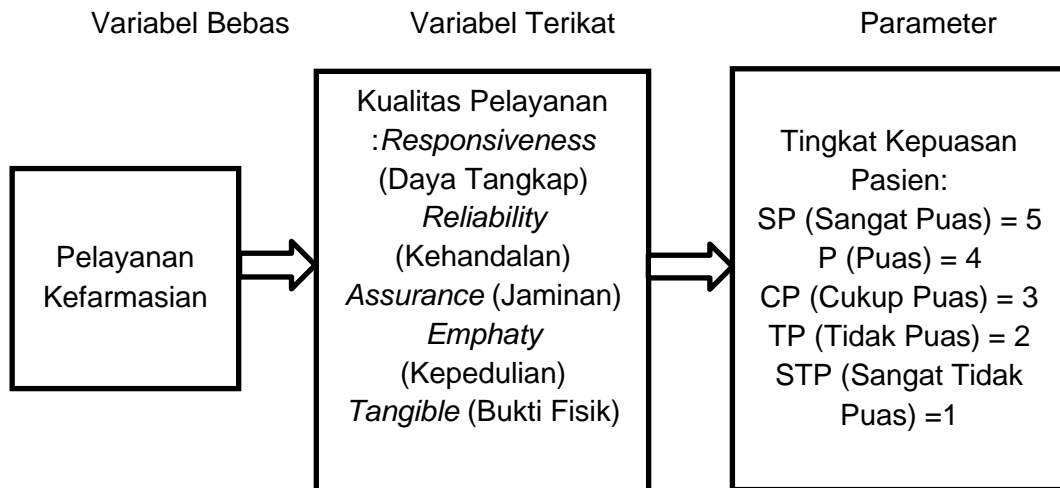 Variabel Bebas
Variabel Terikat
Parameter
Pelayanan
Kefarmasian
Kualitas Pelayanan
:Responsiveness
(Daya Tangkap)
Reliability
(Kehandalan)
Assurance (Jaminan)
Emphaty
(Kepedulian)
Tangible (Bukti Fisik)
Tingkat Kepuasan
Pasien:
SP (Sangat Puas) = 5
P (Puas) = 4
CP (Cukup Puas) = 3
TP (Tidak Puas) = 2
STP (Sangat Tidak
Puas) =1